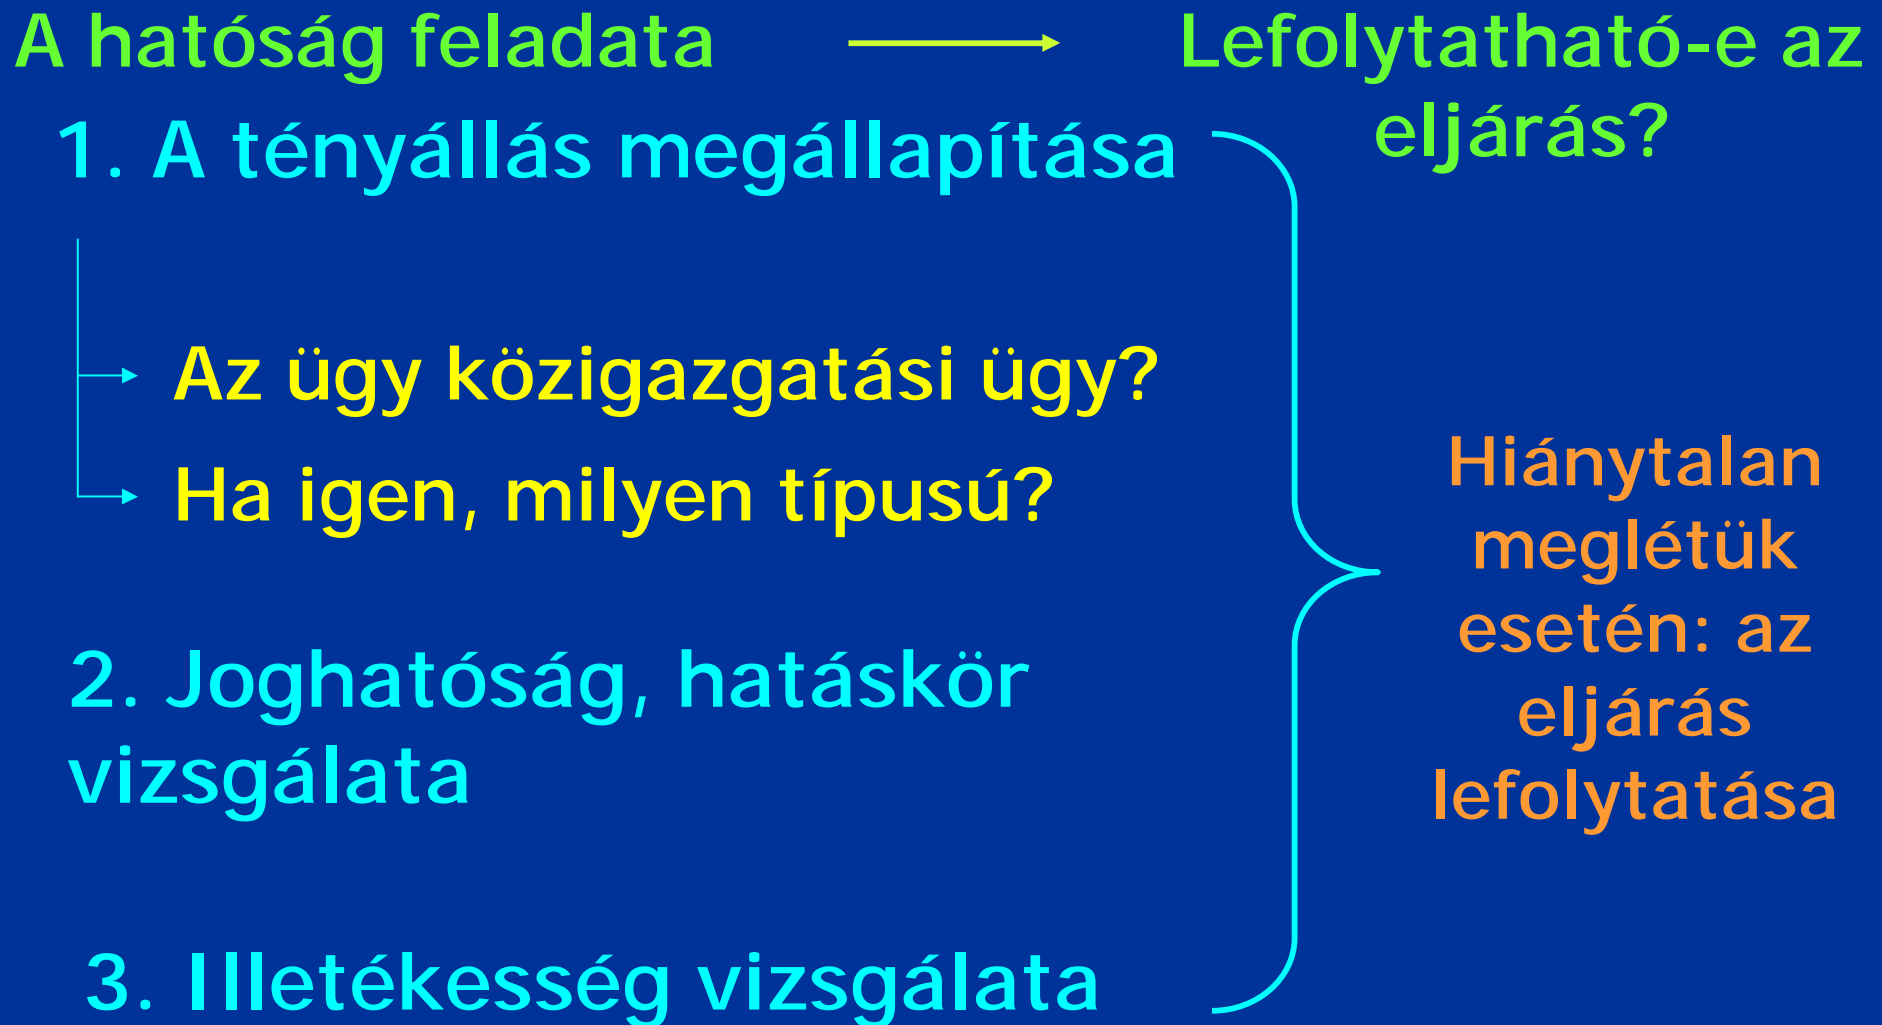 A hatóság feladata
Lefolytatható-e az
eljárás?
1. A tényállás megállapítása
Az ügy közigazgatási ügy?
Ha igen, milyen típusú?
2. Joghatóság, hatáskör
vizsgálata
3. Illetékesség vizsgálata
Hiánytalan
meglétük
esetén: az
eljárás
lefolytatása